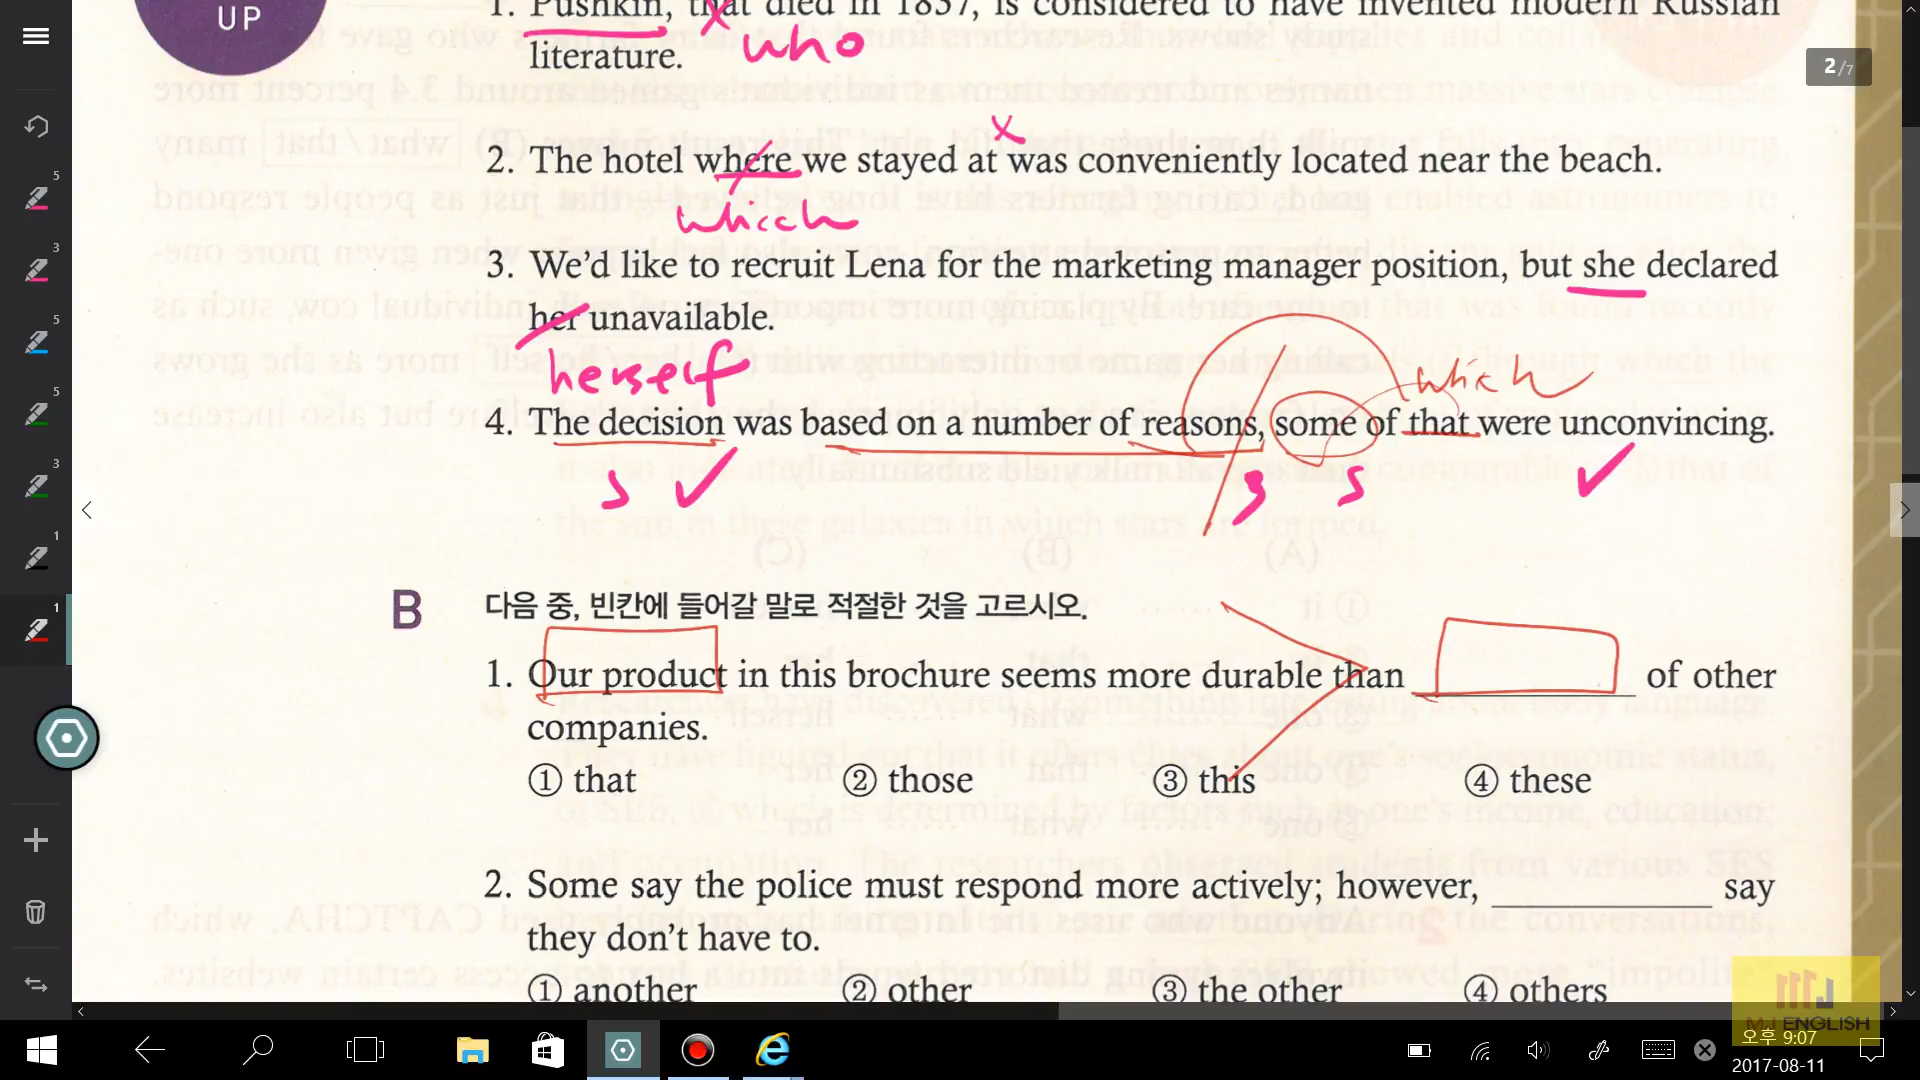 UP
1. Pushkin, that died in 1837, is considered to have invented modern Russian
literature.
who
2/7
x
2. The hotel where we stayed at was conveniently located near the beach.
which
3. We'd like to recruit Lena for the marketing manager position, but she declared
her unavailable.
herself
which
4. The decision was based on a number of reasons, some of that were unconvincing.
s
s
s
B 다음 중, 빈칸에 들어갈 말로 적절한 것을 고르시오.
1. Our product in this brochure seems more durable than of other
companies.
① that ② those ③ this ④ these
2. Some say the police must respond more actively; however, say
they don't have to.
① another ② other ③ the other ④ others
MJ ENGLISH
오후 9:07
2017-08-11
5
3
5
5
3
1
1